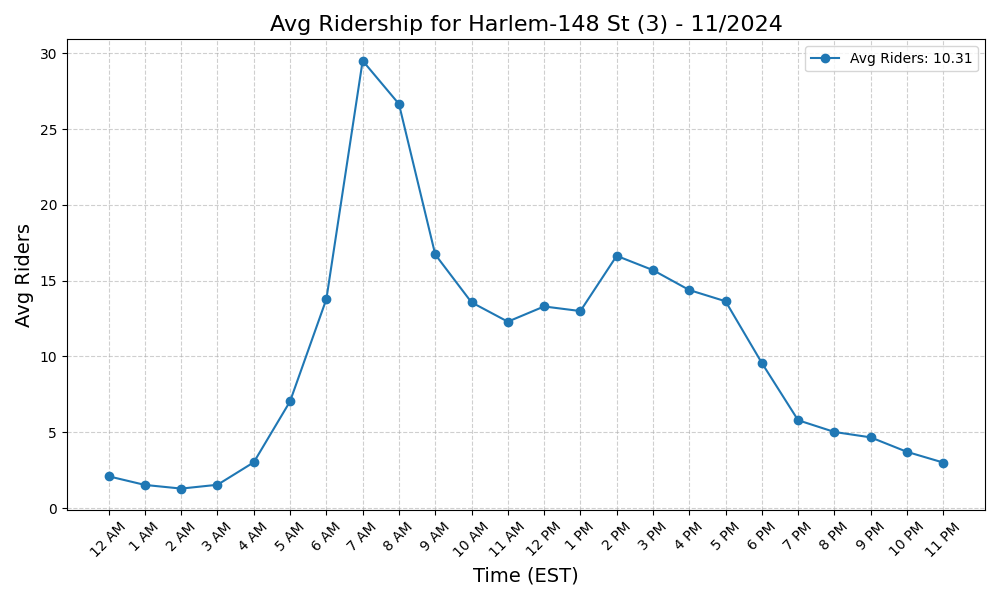 Avg Ridership for Harlem-148 St (3) - 11/2024
Avg Riders: 10.31
Avg Riders
30
25
20
15
10
5
0
12 AM
1 AM
2 AM
3 AM
4 AM
5 AM
6 AM
7 AM
8 AM
9 AM
10 AM
11 AM
12 PM
1 PM
2 PM
3 PM
4 PM
5 PM
6 PM
7 PM
8 PM
9 PM
10 PM
11 PM
Time (EST)